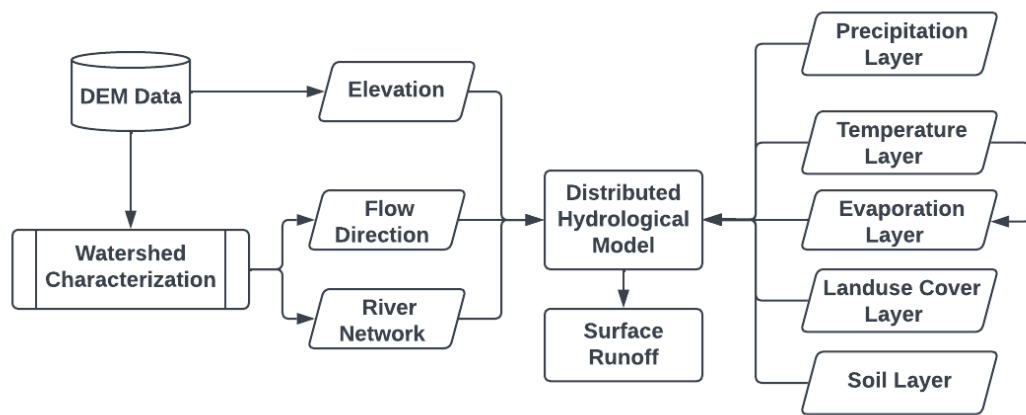 DEM Data
Elevation
Watershed
Characterization
Flow
Direction
River
Network
Distributed
Hydrological
Model
Surface
Runoff
Precipitation
Layer
Temperature
Layer
Evaporation
Layer
Landuse Cover
Layer
Soil Layer